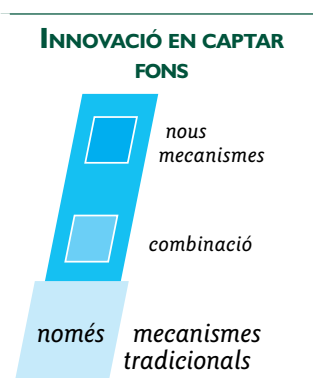 INNOVACIÓ EN CAPTAR
FONS
nous
mecanismes
combinació
només mecanismes
tradicionals